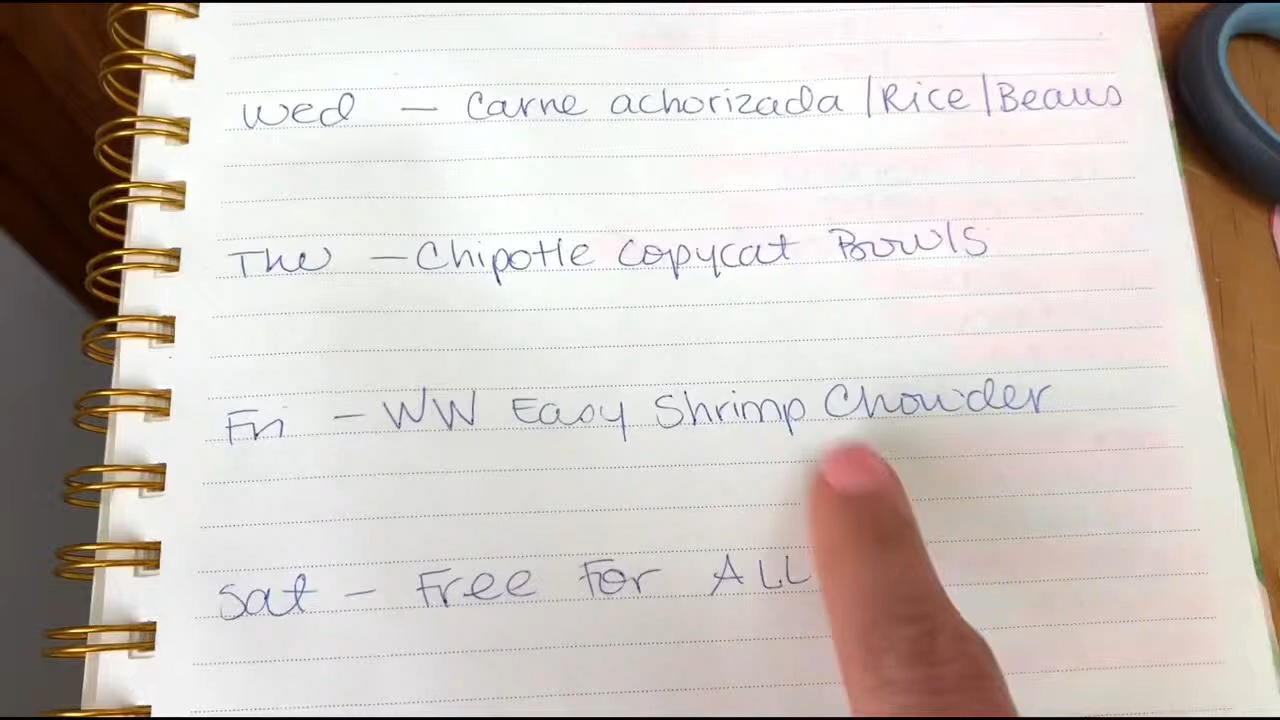 Wed - Carne achorizada / Rice / Beans
Thu - Chipotle copycat Bowls
Fri - WW Easy Shrimp Chowder
Sat - Free For ALL